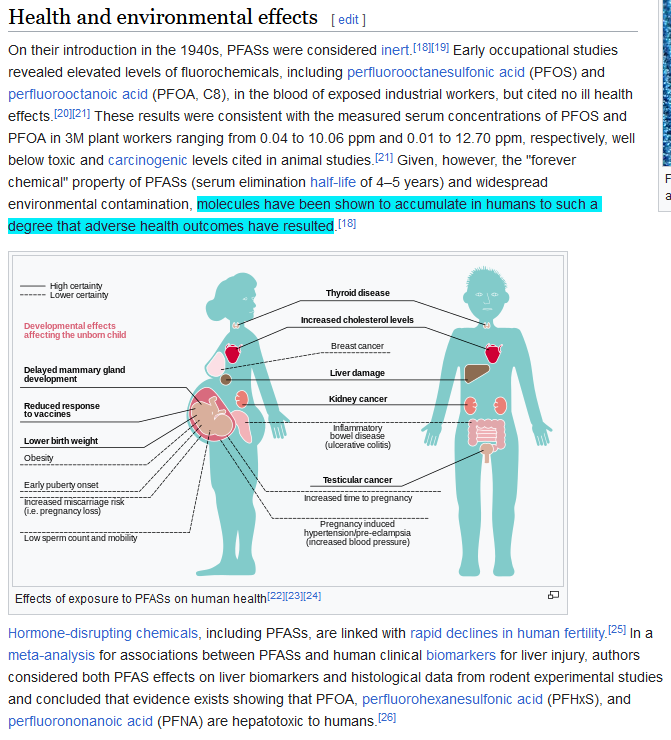 Health and environmental effects [ edit ]
On their introduction in the 1940s, PFASs were considered inert.[18][19] Early occupational studies
revealed elevated levels of fluorochemicals, including perfluorooctanesulfonic acid (PFOS) and
perfluorooctanoic acid (PFOA, C8), in the blood of exposed industrial workers, but cited no ill health
effects.[20][21] These results were consistent with the measured serum concentrations of PFOS and
PFOA in 3M plant workers ranging from 0.04 to 10.06 ppm and 0.01 to 12.70 ppm, respectively, well
below toxic and carcinogenic levels cited in animal studies.[21] Given, however, the "forever
chemical" property of PFASs (serum elimination half-life of 4–5 years) and widespread
environmental contamination, molecules have been shown to accumulate in humans to such a
degree that adverse health outcomes have resulted.[18]
High certainty
Lower certainty
Developmental effects
affecting the unborn child
Delayed mammary gland
development
Reduced response
to vaccines
Lower birth weight
Obesity
Early puberty onset
Increased miscarriage risk
(i.e. pregnancy loss)
Low sperm count and mobility
Thyroid disease
Increased cholesterol levels
Breast cancer
Liver damage
Kidney cancer
Inflammatory
bowel disease
(ulcerative colitis)
Testicular cancer
Increased time to pregnancy
Pregnancy induced
hypertension/pre-eclampsia
(increased blood pressure)
Effects of exposure to PFASs on human health[22][23][24]
Hormone-disrupting chemicals, including PFASs, are linked with rapid declines in human fertility.[25] In a
meta-analysis for associations between PFASs and human clinical biomarkers for liver injury, authors
considered both PFAS effects on liver biomarkers and histological data from rodent experimental studies
and concluded that evidence exists showing that PFOA, perfluorohexanesulfonic acid (PFHxS), and
perfluorononanoic acid (PFNA) are hepatotoxic to humans.[26]